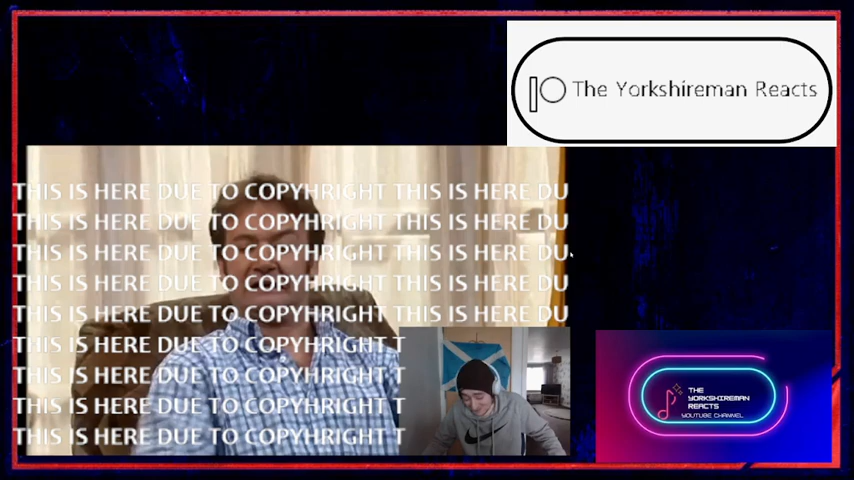 The Yorkshireman Reacts
THIS IS HERE DUE TO COPYHRIGHT THIS IS HERE DU
THIS IS HERE DUE TO COPYHRIGHT THIS IS HERE DU
THIS IS HERE DUE TO COPYHRIGHT THIS IS HERE DU
THIS IS HERE DUE TO COPYHRIGHT THIS IS HERE DU
THIS IS HERE DUE TO COPYHRIGHT THIS IS HERE DU
THIS IS HERE DUE TO COPYHRIGHT T
THIS IS HERE DUE TO COPYHRIGHT T
THIS IS HERE DUE TO COPYHRIGHT T
THIS IS HERE DUE TO COPYHRIGHT T
THE
YORKSHIREMAN
REACTS
YOUTUBE CHANNEL